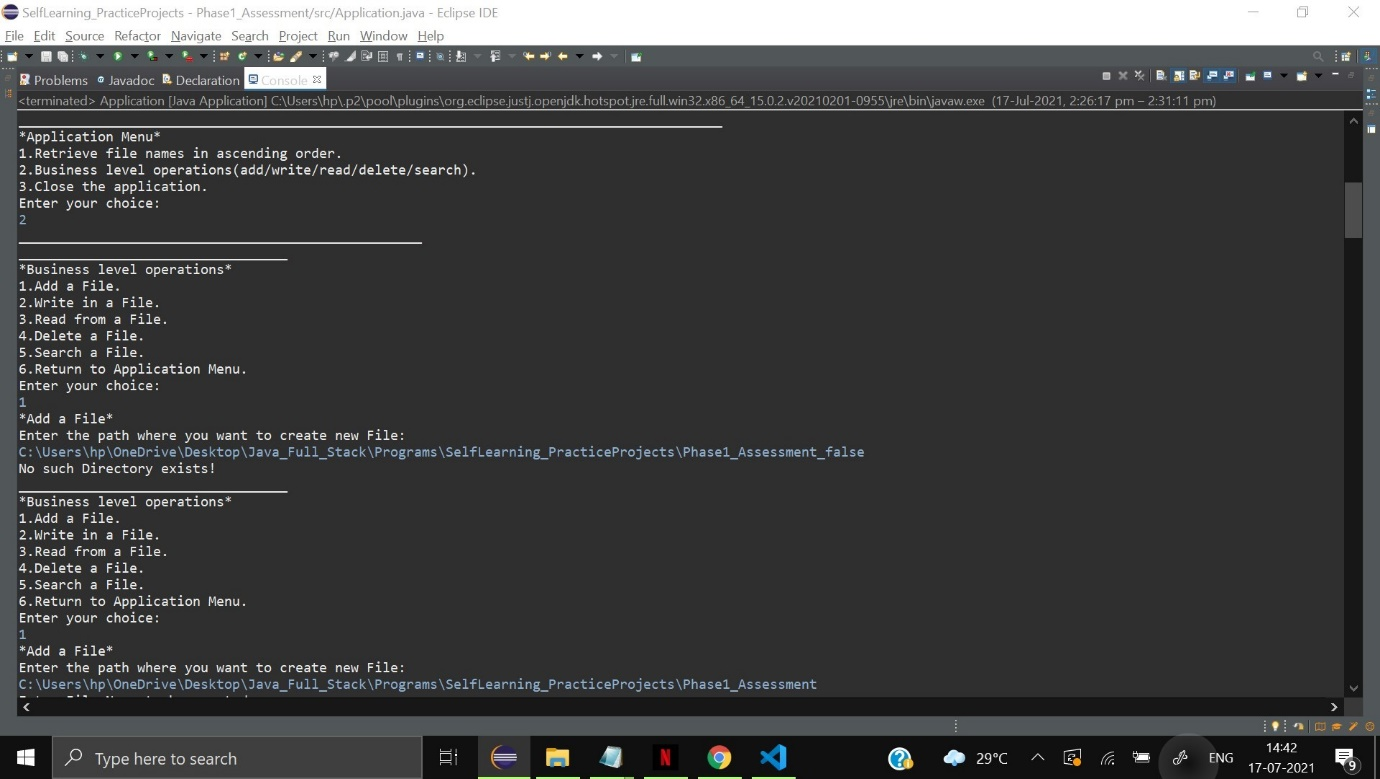 SelfLearning_PracticeProjects - Phase1_Assessment/src/Application.java - Eclipse IDE
File Edit Source Refactor Navigate Search Project Run Window Help
Problems Javadoc Declaration Console
<terminated> Application [Java Application] C:\Users\hp\.p2\pool\plugins\org.eclipse.justj.openjdk.hotspot.jre.full.win32.x86_64_15.0.2.v20210201-0955\jre\bin\javaw.exe (17-Jul-2021, 2:26:17 pm – 2:31:11 pm)
*Application Menu*
1.Retrieve file names in ascending order.
2.Business level operations(add/write/read/delete/search).
3.Close the application.
Enter your choice:
2
*Business level operations*
1.Add a File.
2.Write in a File.
3.Read from a File.
4.Delete a File.
5.Search a File.
6.Return to Application Menu.
Enter your choice:
1
*Add a File*
Enter the path where you want to create new File:
C:\Users\hp\OneDrive\Desktop\Java_Full_Stack\Programs\SelfLearning_PracticeProjects\Phase1_Assessment_false
No such Directory exists!
*Business level operations*
1.Add a File.
2.Write in a File.
3.Read from a File.
4.Delete a File.
5.Search a File.
6.Return to Application Menu.
Enter your choice:
1
*Add a File*
Enter the path where you want to create new File:
C:\Users\hp\OneDrive\Desktop\Java_Full_Stack\Programs\SelfLearning_PracticeProjects\Phase1_Assessment
Type here to search
29°C
ENG
14:42
17-07-2021
9